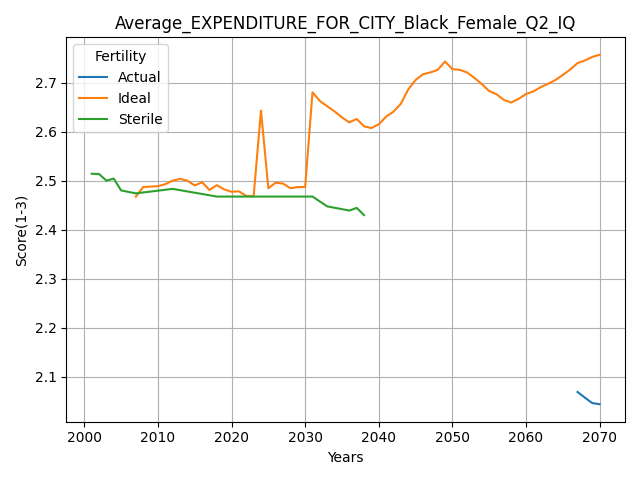 Average_EXPENDITURE_FOR_CITY_Black_Female_Q2_IQ
Fertility
Actual
Ideal
Sterile
Score(1-3)
2.7
2.6
2.5
2.4
2.3
2.2
2.1
2000 2010 2020 2030 2040 2050 2060 2070
Years